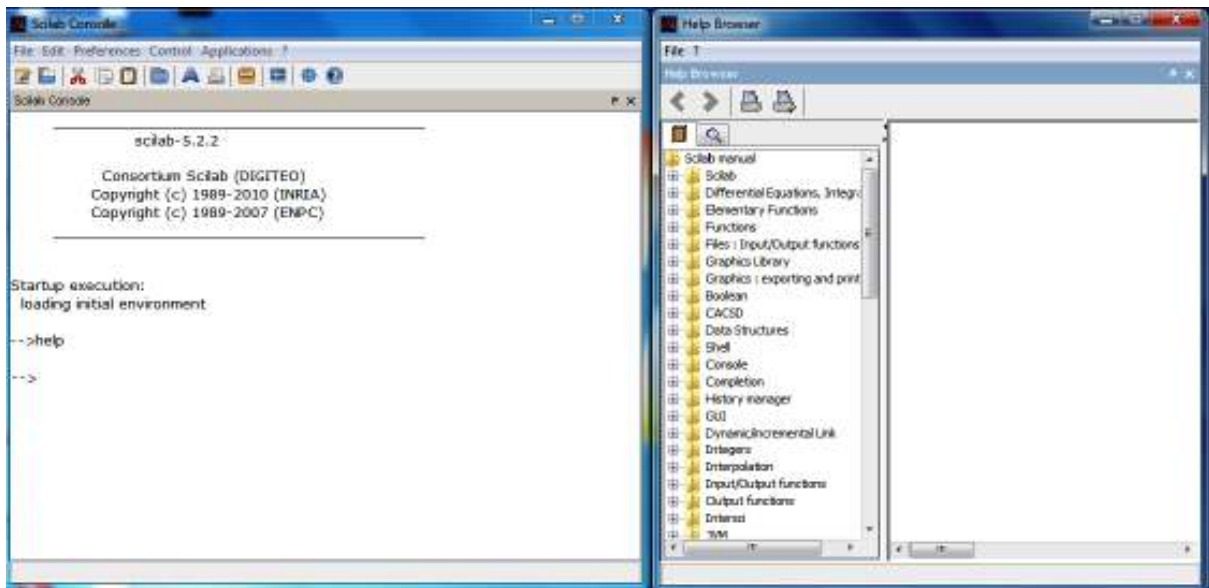 Scilab Console
File Edit Preferences Control Applications ?
Scilab Console
scilab-5.2.2
Consortium Scilab (DIGITEO)
Copyright (c) 1989-2010 (INRIA)
Copyright (c) 1989-2007 (ENPC)
Startup execution:
loading initial environment
-->help
-->
Help Browser
File ?
Help Browser
Scilab manual
Scilab
Differential Equations, Integra
Elementary Functions
Functions
Files : Input/Output functions
Graphics Library
Graphics : exporting and print
Boolean
CACSD
Data Structures
Shell
Console
Completion
History manager
GUI
Dynamic/incremental Link
Integers
Interpolation
Input/Output functions
Output functions
Intersci
JVM